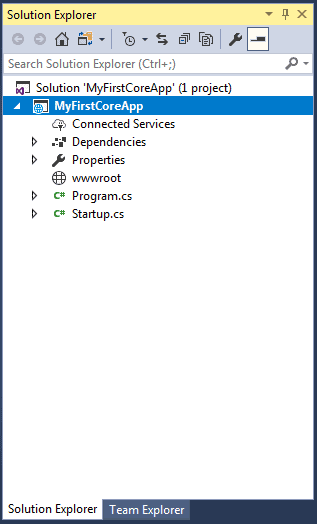 Solution Explorer
Search Solution Explorer (Ctrl+;)
Solution 'MyFirstCoreApp' (1 project)
MyFirstCoreApp
Connected Services
Dependencies
Properties
wwwroot
C# Program.cs
C# Startup.cs
Solution Explorer Team Explorer